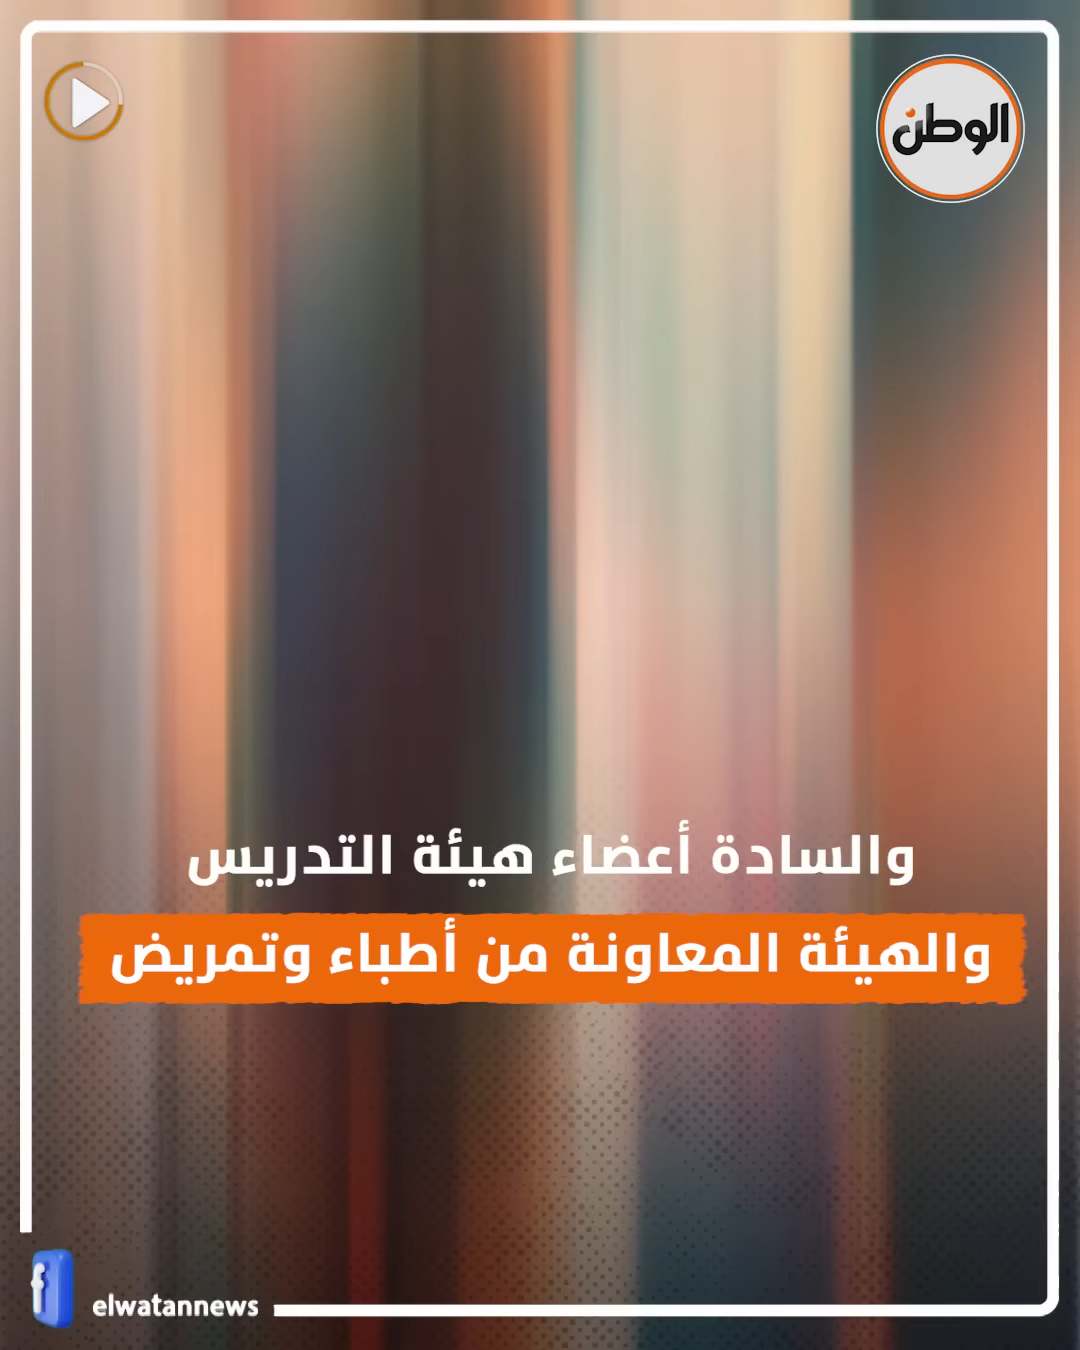 الوطن
والسادة أعضاء هيئة التدريس
والهيئة المعاونة من أطباء وتمريض
elwatannews